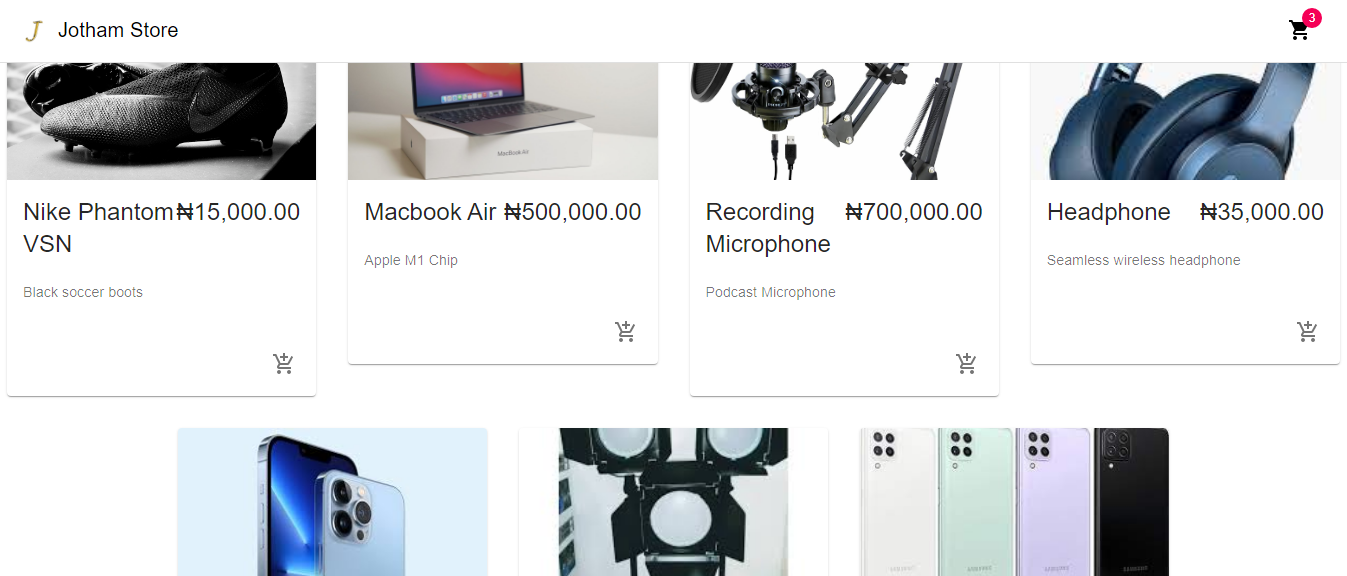 J Jotham Store
3
MacBook Air
Nike Phantom ₦15,000.00
VSN
Black soccer boots
Macbook Air ₦500,000.00
Apple M1 Chip
Recording ₦700,000.00
Microphone
Podcast Microphone
Headphone ₦35,000.00
Seamless wireless headphone
SAMSUNG
SAMSUNG
SAMSUNG
SAMSUNG